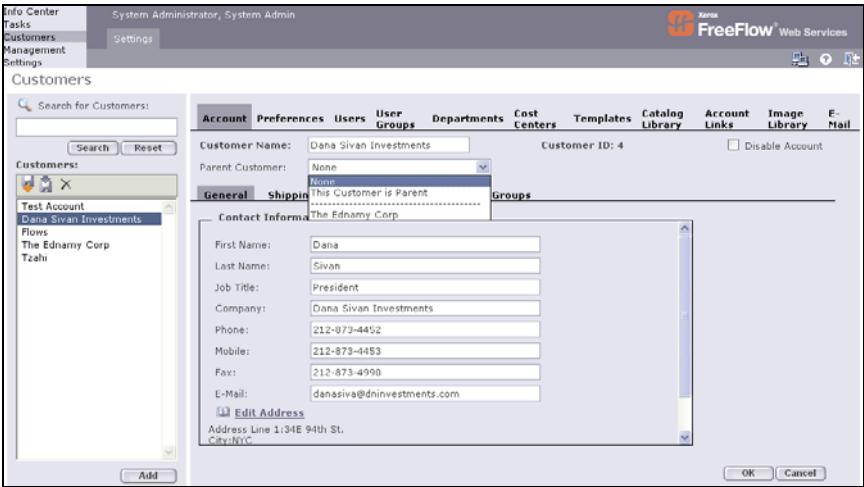 Info Center
Tasks
Customers
Management
Settings
System Administrator, System Admin
Settings
Xerox
FreeFlow® Web Services
Customers
Search for Customers:
Search Reset
Customers:
Test Account
Dana Sivan Investments
Flows
The Ednamy Corp
Tzahi
Add
Account Preferences Users User Groups Departments Cost Centers Templates Catalog Library Account Links Image Library E-Mail
Customer Name: Dana Sivan Investments Customer ID: 4 Disable Account
Parent Customer: None
None
This Customer is Parent
----------------------------------------
The Ednamy Corp
General Shippin Groups
Contact Informa
First Name: Dana
Last Name: Sivan
Job Title: President
Company: Dana Sivan Investments
Phone: 212-873-4452
Mobile: 212-873-4453
Fax: 212-873-4990
E-Mail: danasiva@dninvestments.com
Edit Address
Address Line 1:34E 94th St.
City:NYC
OK Cancel